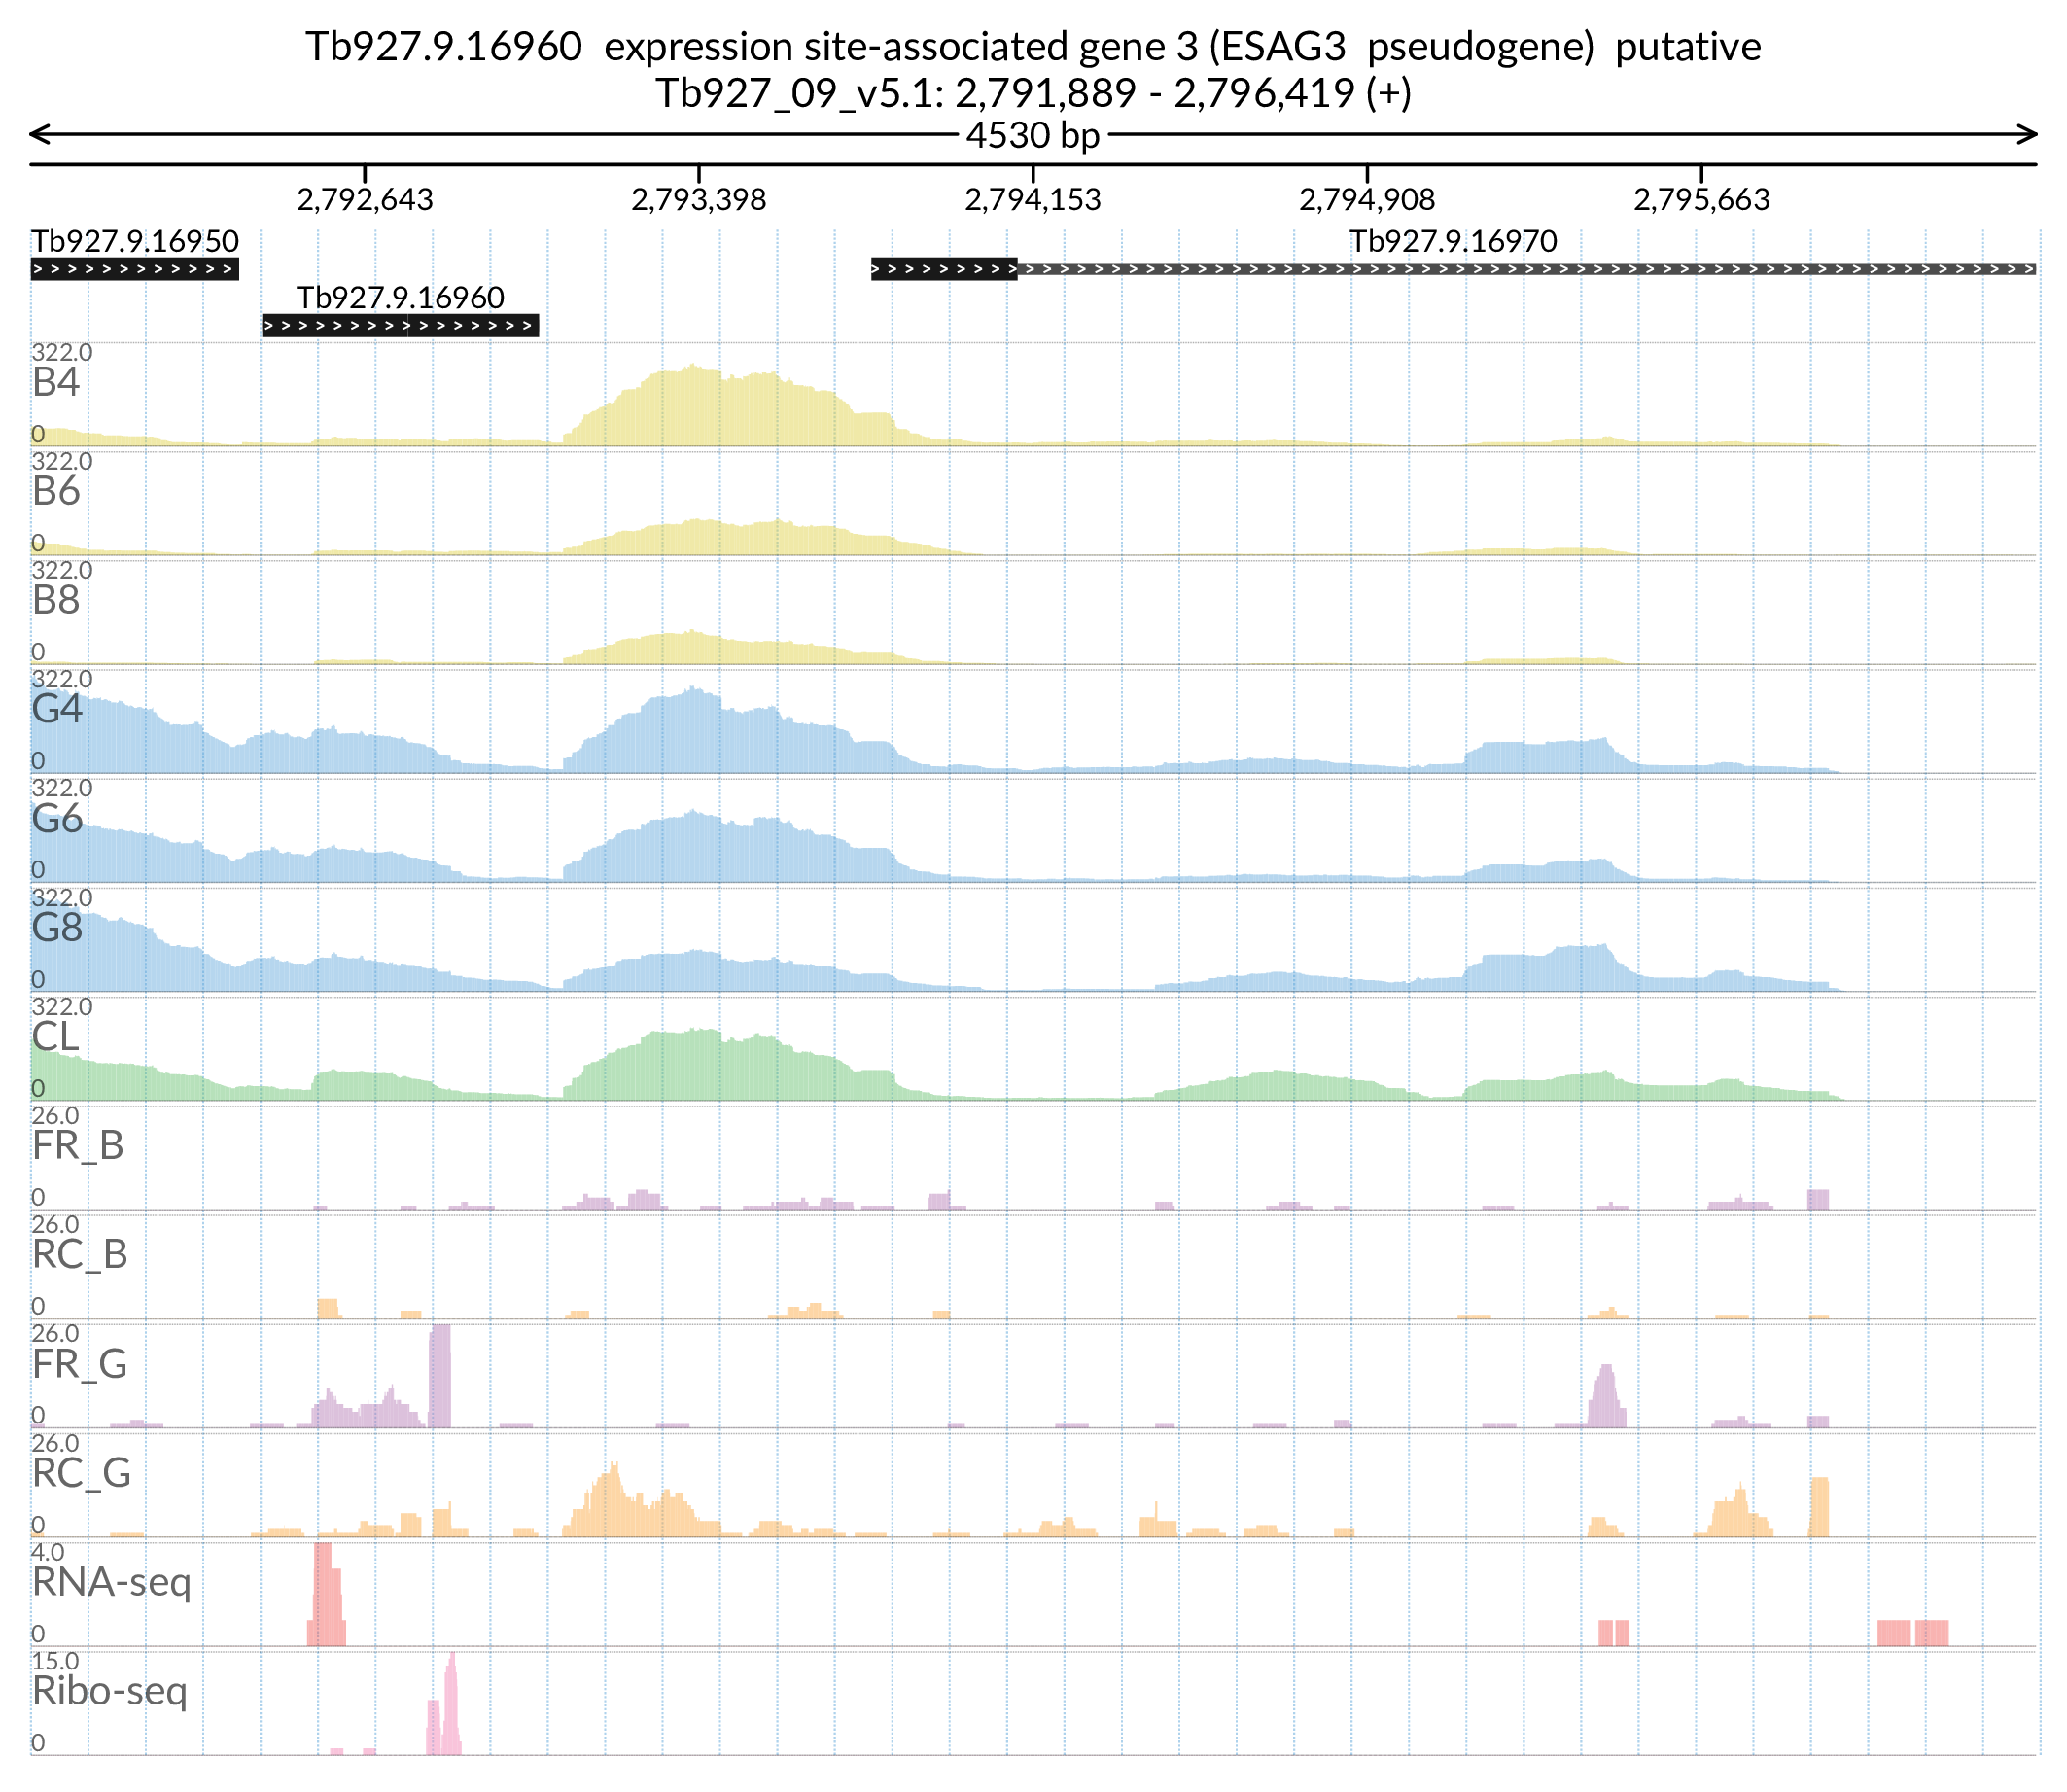 Tb927.9.16960  expression site-associated gene 3 (ESAG3  pseudogene)  putative
Tb927_09_v5.1: 2,791,889 - 2,796,419 (+)
4530 bp
2,792,643 2,793,398 2,794,153 2,794,908 2,795,663
Tb927.9.16950 Tb927.9.16970
Tb927.9.16960
322.0
B4
0
322.0
B6
0
322.0
B8
0
322.0
G4
0
322.0
G6
0
322.0
G8
0
322.0
CL
0
26.0
FR_B
0
26.0
RC_B
0
26.0
FR_G
0
26.0
RC_G
0
4.0
RNA-seq
0
15.0
Ribo-seq
0